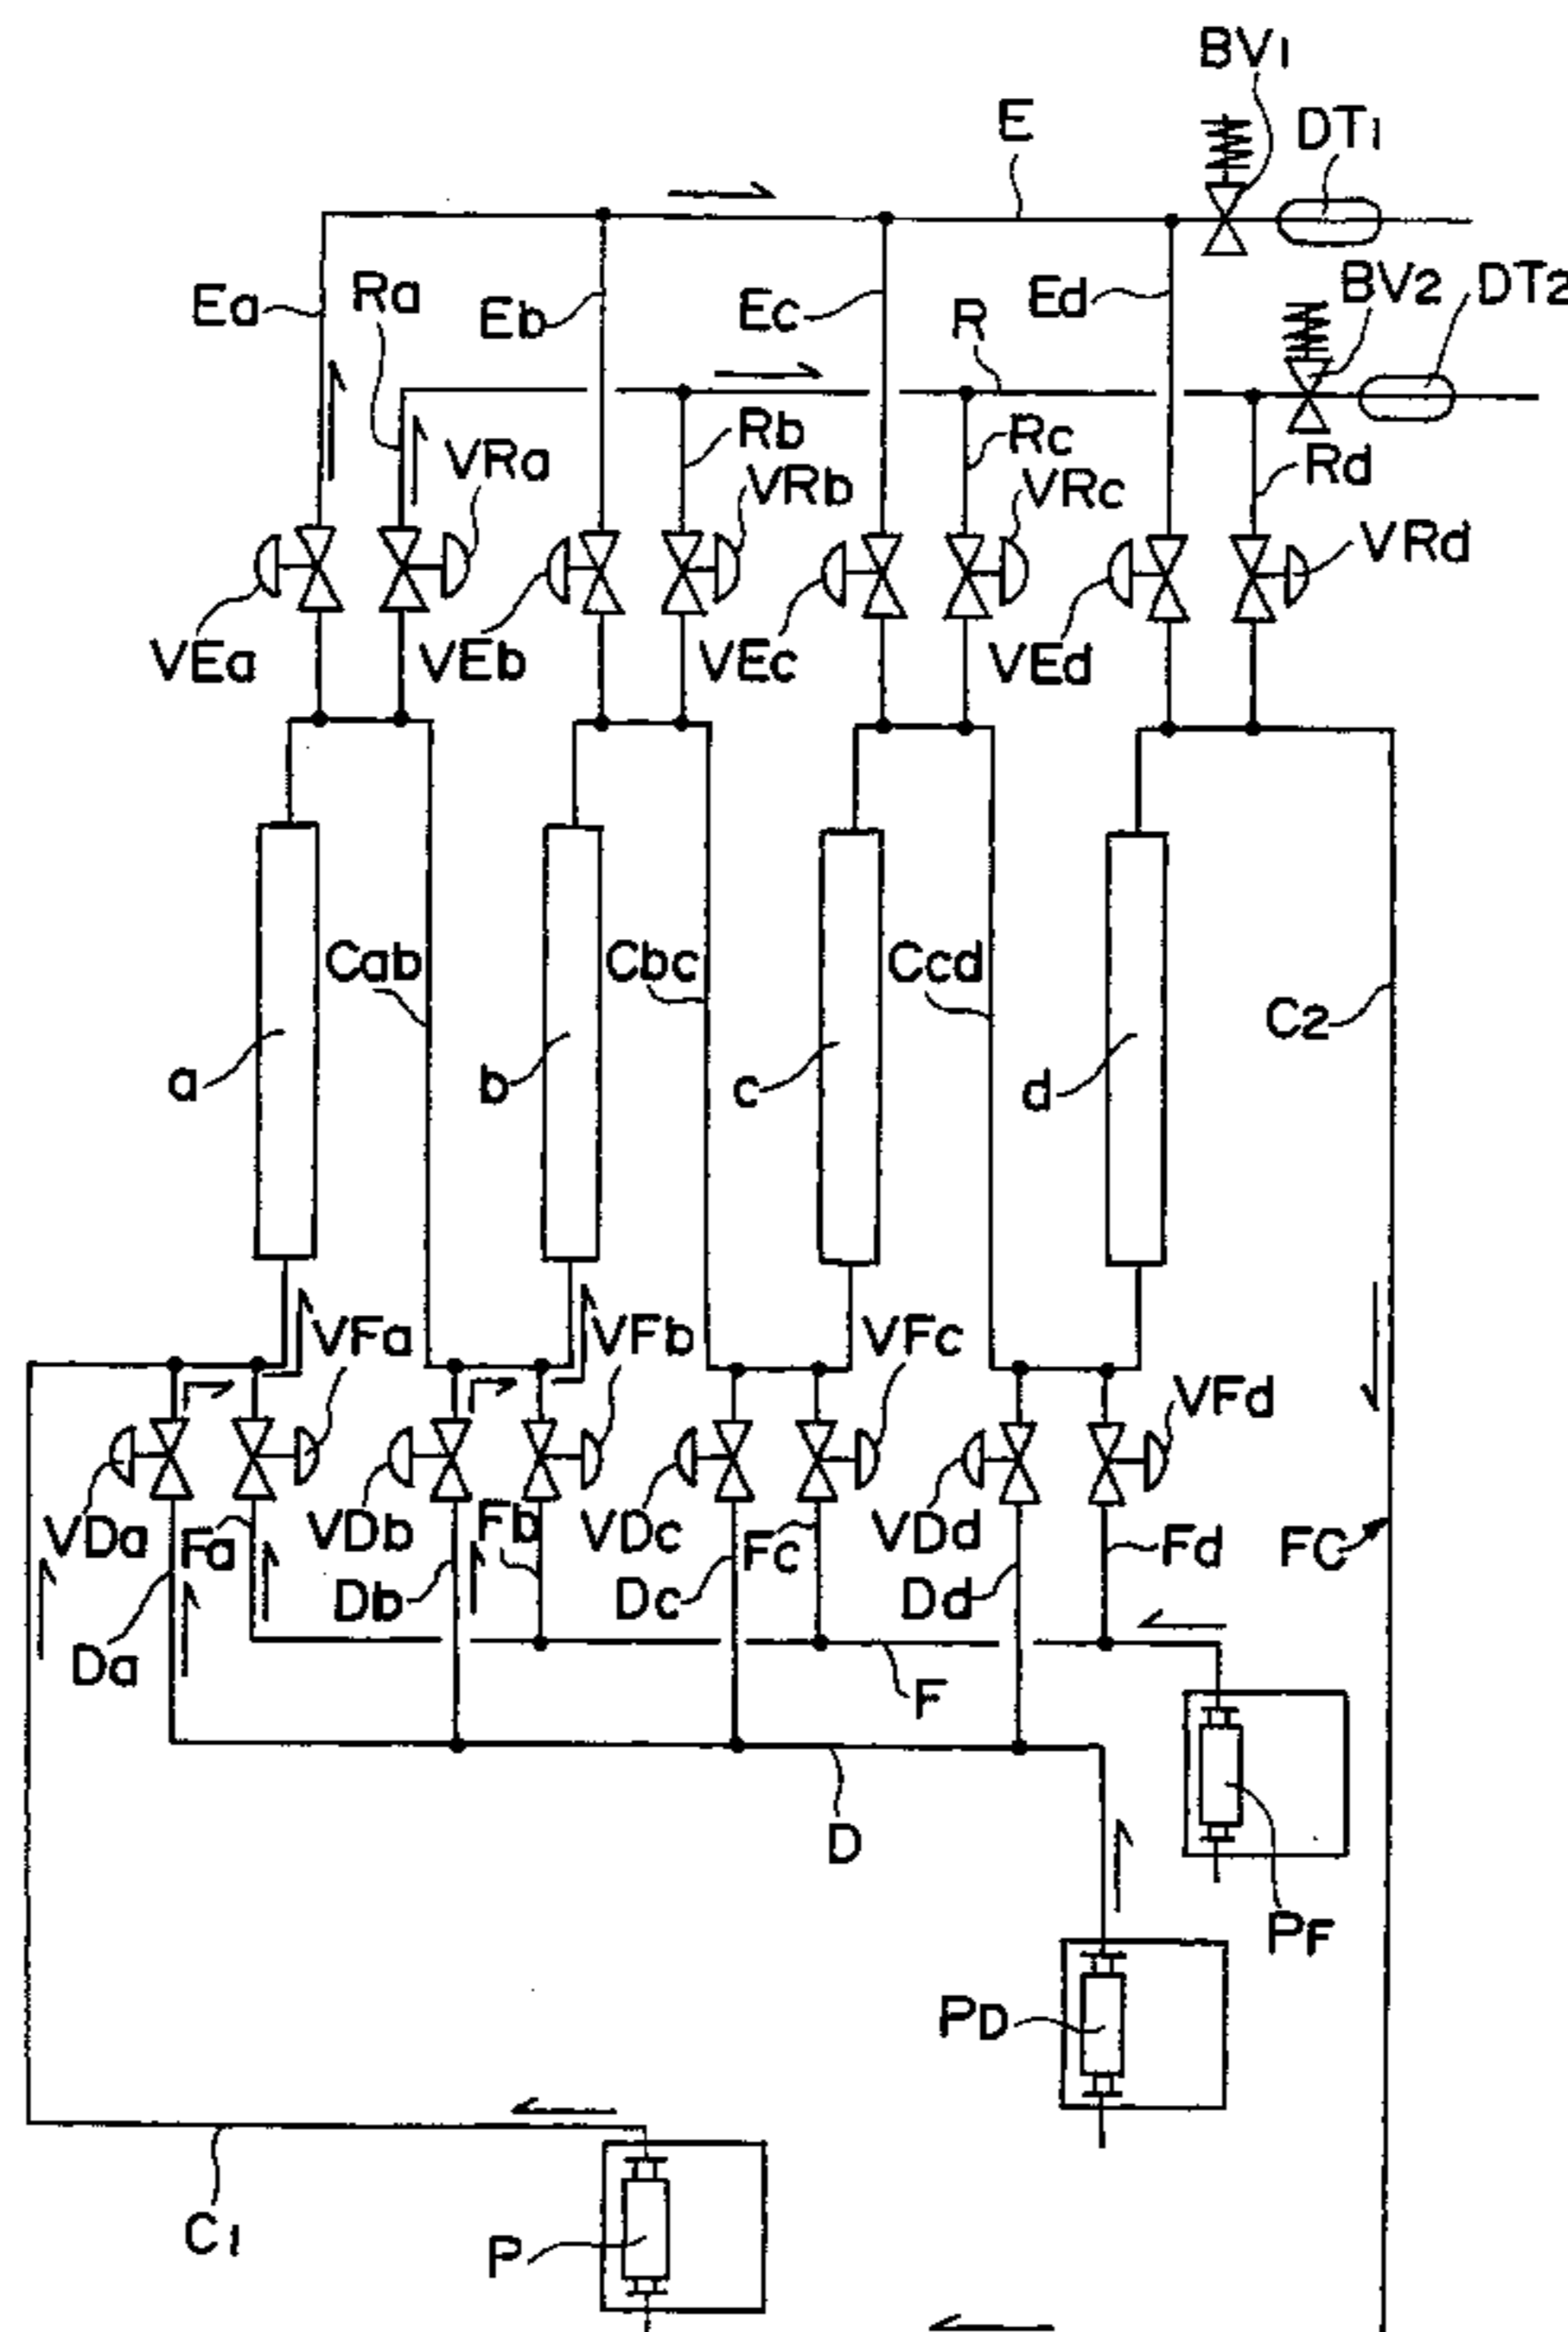 BV1
E
DT1
Ea
Ra
Eb
Ec
Ed
BV2
DT2
R
Rb
Rc
Rd
VRa
VRb
VRc
VRd
VEa
VEb
VEc
VEd
Cab
Cbc
Ccd
C2
a
b
c
d
VFa
VFb
VFc
VFd
VDa
Fa
VDb
Fb
VDc
Fc
VDd
Fd
FC
Da
Db
Dc
Dd
F
D
PF
PD
C1
P